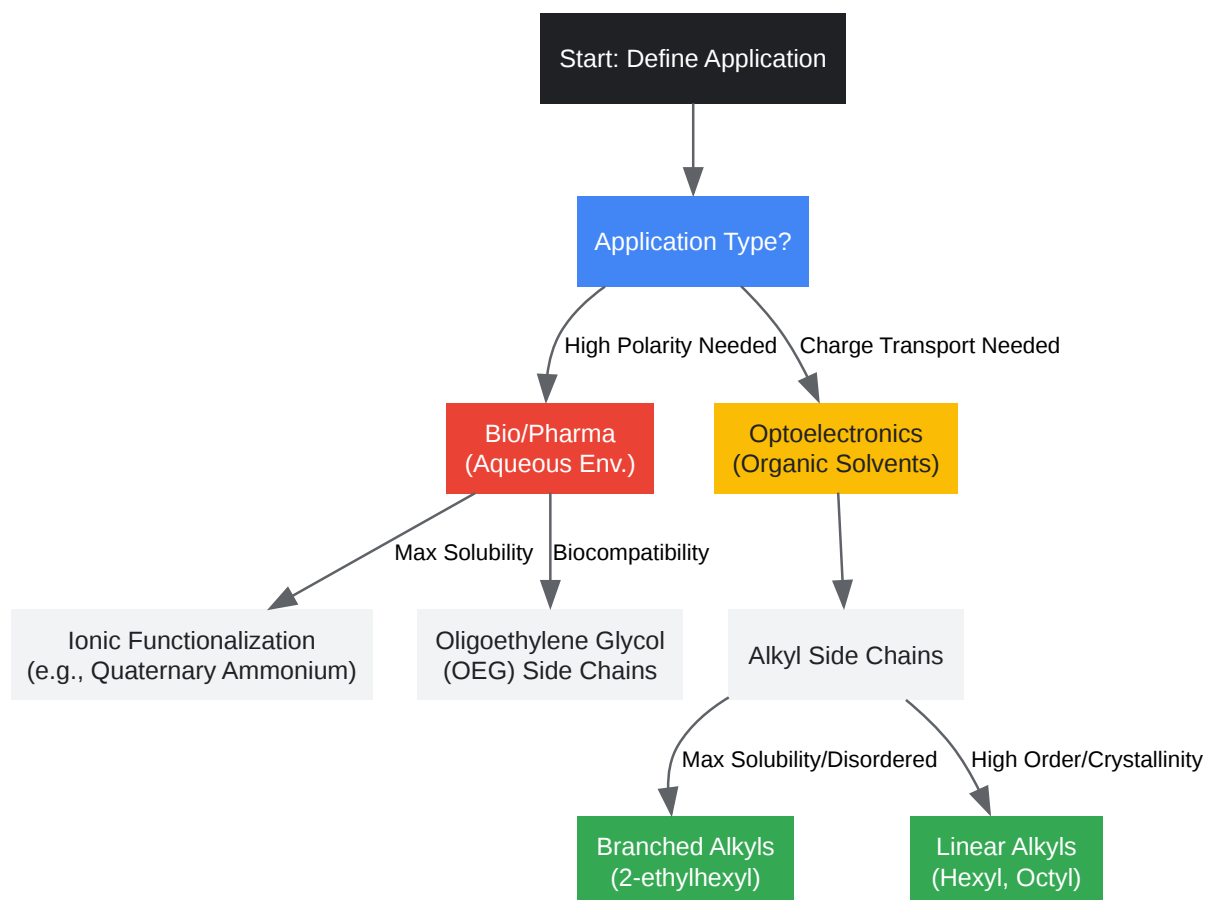 Start: Define Application
Application Type?
High Polarity Needed
Charge Transport Needed
Bio/Pharma
(Aqueous Env.)
Optoelectronics
(Organic Solvents)
Max Solubility
Biocompatibility
Ionic Functionalization
(e.g., Quaternary Ammonium)
Oligoethylene Glycol
(OEG) Side Chains
Alkyl Side Chains
Max Solubility/Disordered
High Order/Crystallinity
Branched Alkyls
(2-ethylhexyl)
Linear Alkyls
(Hexyl, Octyl)